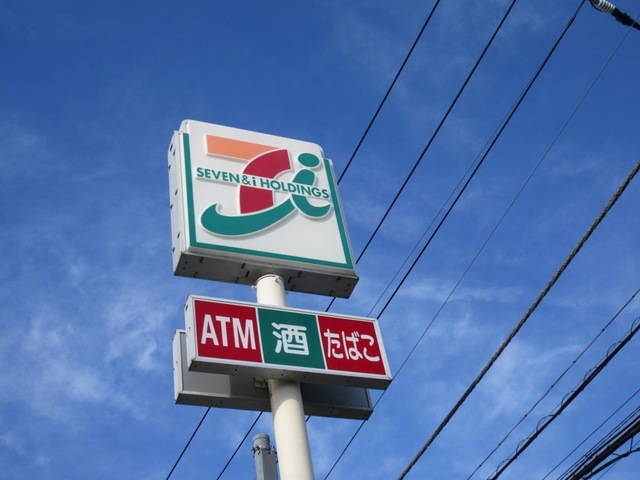 SEVEN & i HOLDINGS
ATM 酒 たばこ